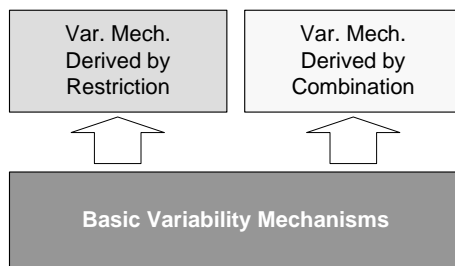 Var. Mech.
Derived by
Restriction
Var. Mech.
Derived by
Combination
Basic Variability Mechanisms